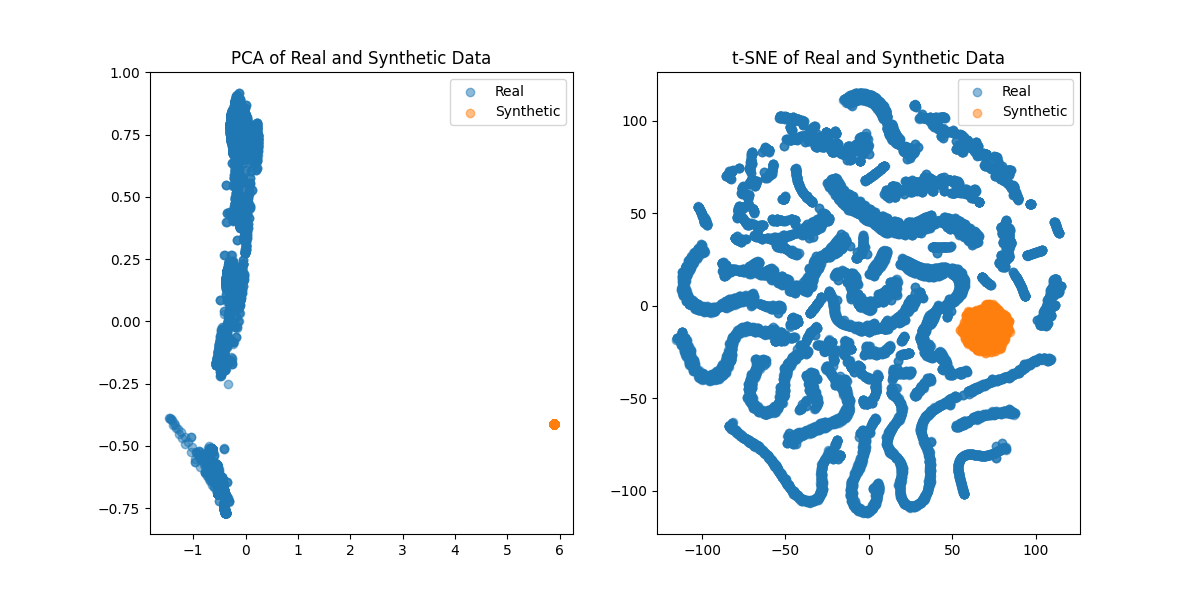 PCA of Real and Synthetic Data
Real
Synthetic
1.00
0.75
0.50
0.25
0.00
−0.25
−0.50
−0.75
−1 0 1 2 3 4 5 6
t-SNE of Real and Synthetic Data
Real
Synthetic
100
50
0
−50
−100
−100 −50 0 50 100